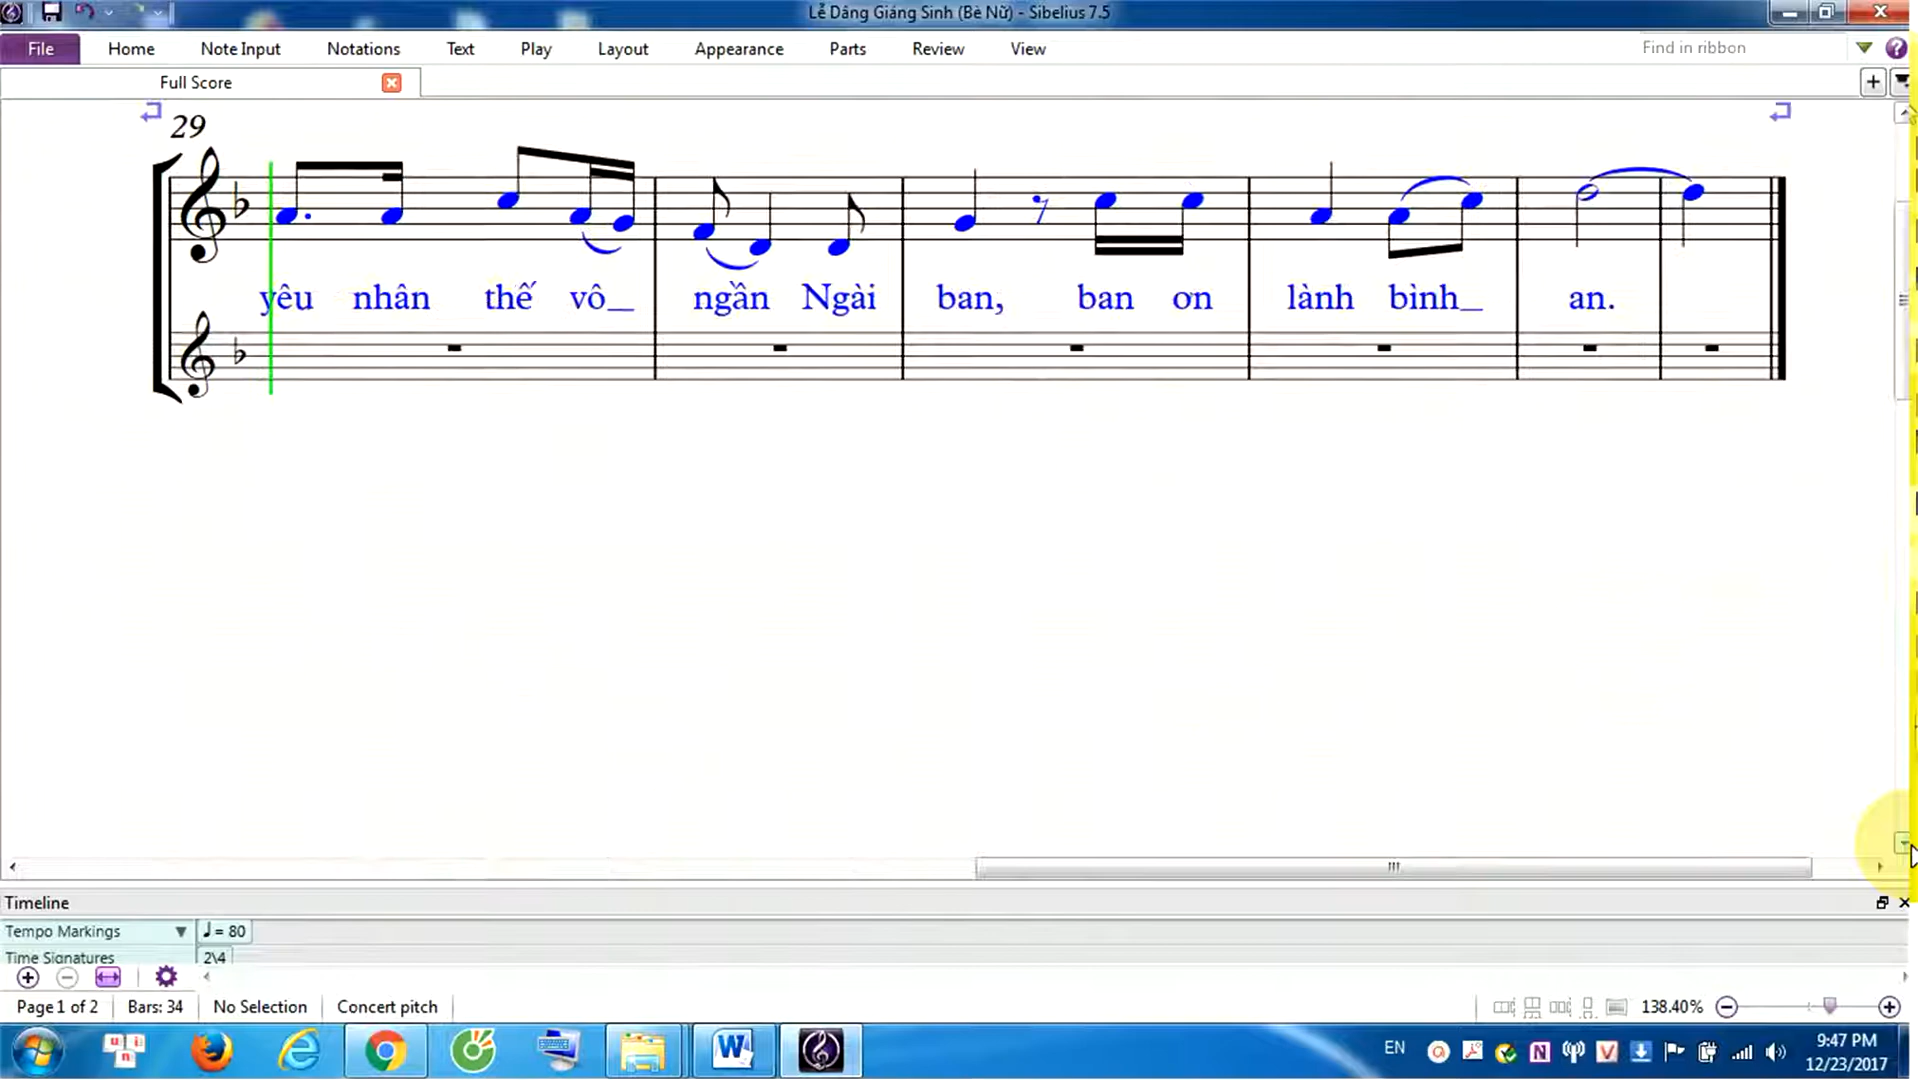 Lễ Dâng Giáng Sinh (Bè Nữ) - Sibelius 7.5
File Home Note Input Notations Text Play Layout Appearance Parts Review View Find in ribbon
Full Score
29
yêu nhân thế vô_ ngần Ngài ban, ban ơn lành bình_ an.
Timeline
Tempo Markings ♩ = 80
Time Signatures 2\4
Page 1 of 2 Bars: 34 No Selection Concert pitch 138.40%
EN 9:47 PM
12/23/2017